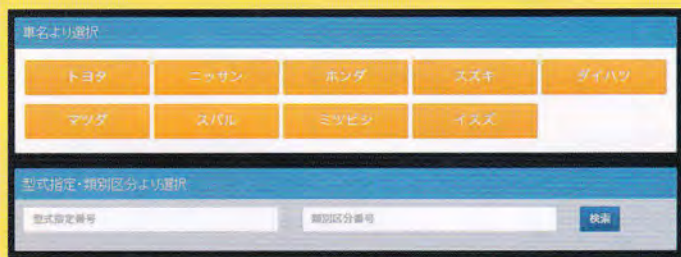 車名より選択
トヨタ ニッサン ホンダ スズキ ダイハツ
マツダ スバル ミツビシ イスズ
型式指定・類別区分より選択
型式指定番号 類別区分番号 検索